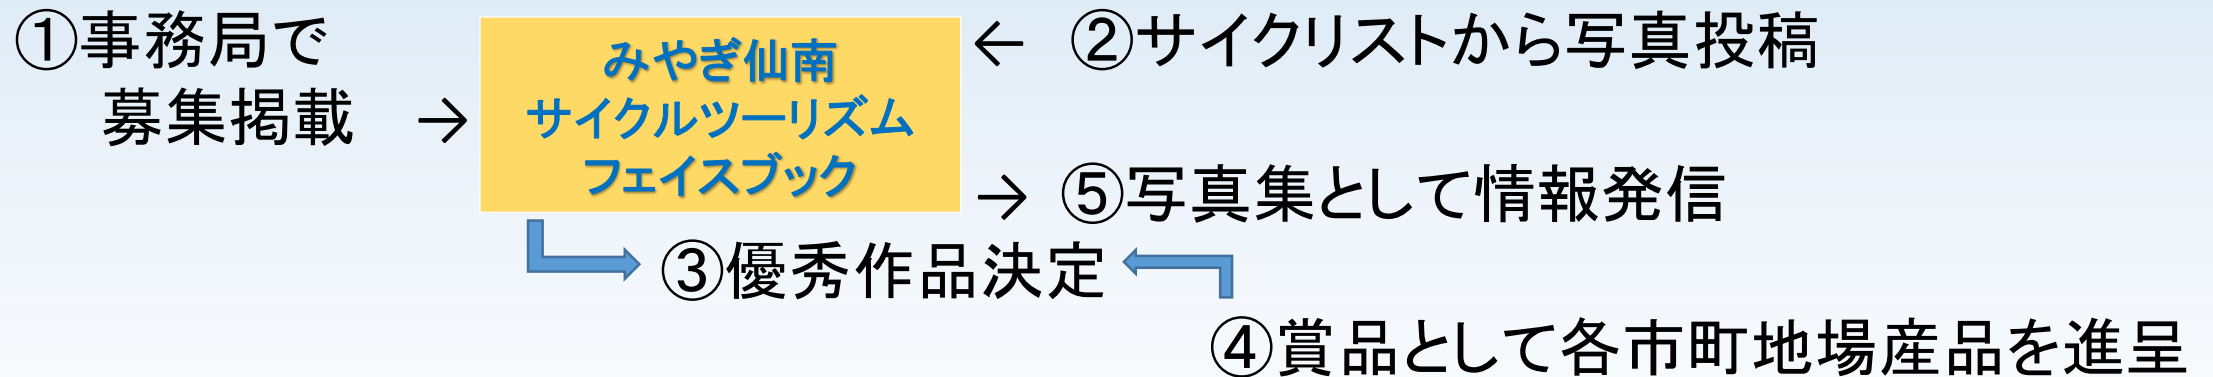 ①事務局で
募集掲載 →
みやぎ仙南
サイクルツーリズム
フェイスブック
← ②サイクリストから写真投稿
→ ⑤写真集として情報発信
③優秀作品決定
④賞品として各市町地場産品を進呈